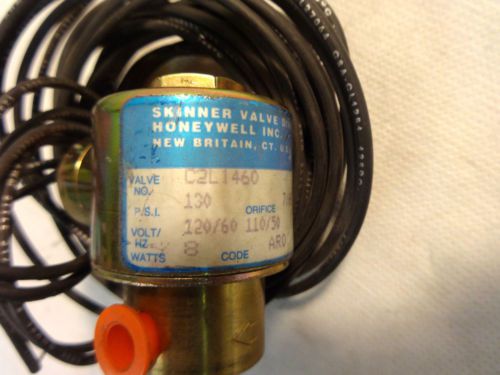 SKINNER VALVE
HONEYWELL INC.
NEW BRITAIN, CT. U.S.
VALVE NO. C2L1460
P.S.I. 130 ORIFICE
VOLT/ HZ 120/60 110/50
WATTS 8 CODE ARO